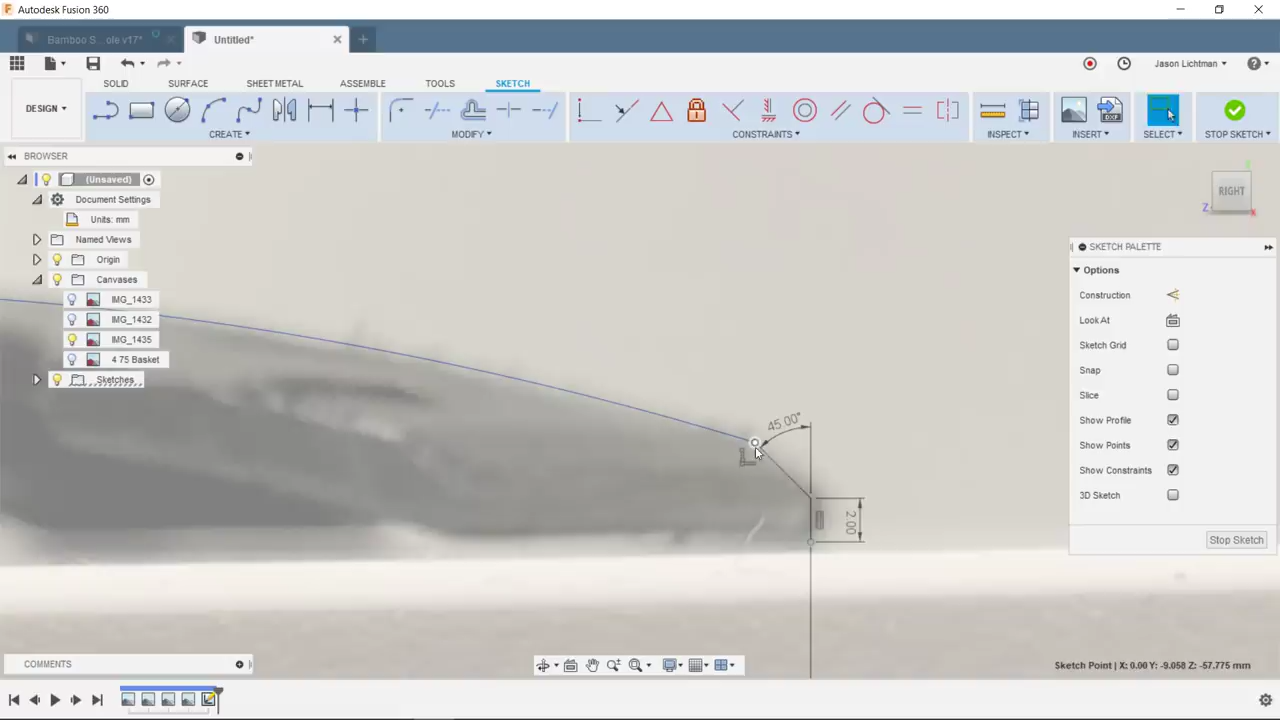 Autodesk Fusion 360
Bamboo S... ole v17*
Untitled*
Jason Lichtman
DESIGN
SOLID SURFACE SHEET METAL ASSEMBLE TOOLS SKETCH
CREATE MODIFY CONSTRAINTS INSPECT INSERT SELECT STOP SKETCH
BROWSER
(Unsaved)
Document Settings
Units: mm
Named Views
Origin
Canvases
IMG_1433
IMG_1432
IMG_1435
4 75 Basket
Sketches
RIGHT
Z
X
Y
SKETCH PALETTE
Options
Construction
Look At
Sketch Grid
Snap
Slice
Show Profile
Show Points
Show Constraints
3D Sketch
Stop Sketch
45.00°
2.00
COMMENTS
Sketch Point | X: 0.00 Y: -9.058 Z: -57.775 mm